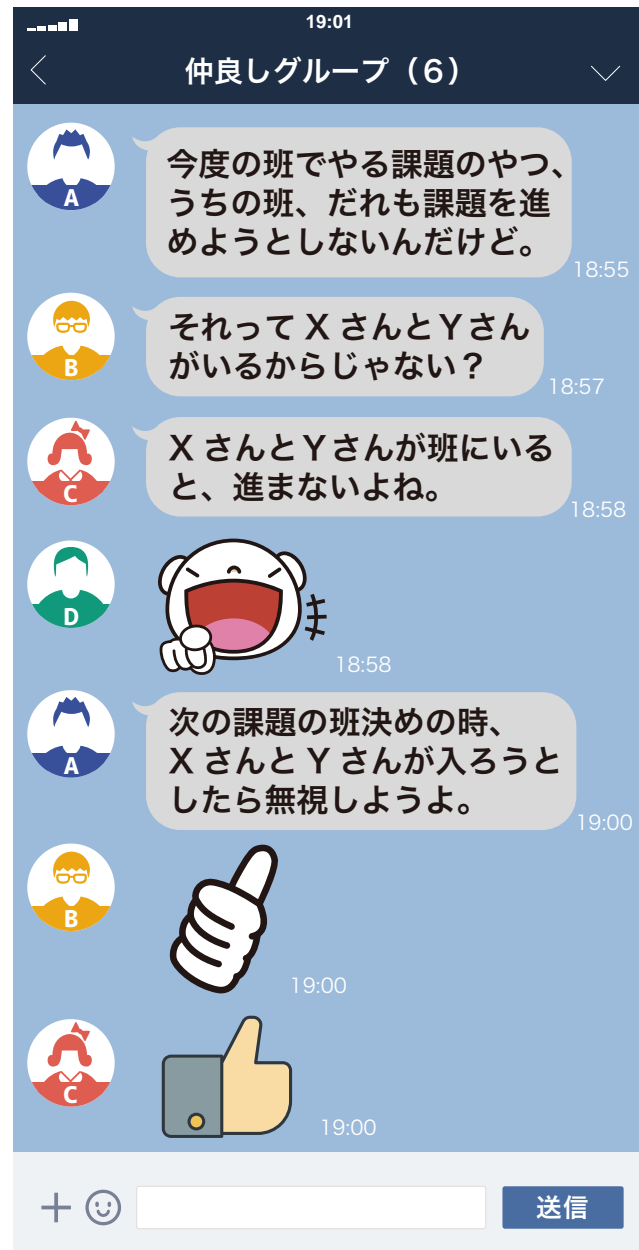 19:01
仲良しグループ（6）
今度の班でやる課題のやつ、
うちの班、だれも課題を進
めようとしないんだけど。
A
18:55
それって X さんとYさん
がいるからじゃない？
B
18:57
X さんとYさんが班にいる
と、進まないよね。
C
18:58
D
18:58
次の課題の班決めの時、
X さんと Y さんが入ろうと
したら無視しようよ。
A
19:00
B
19:00
C
19:00
送信